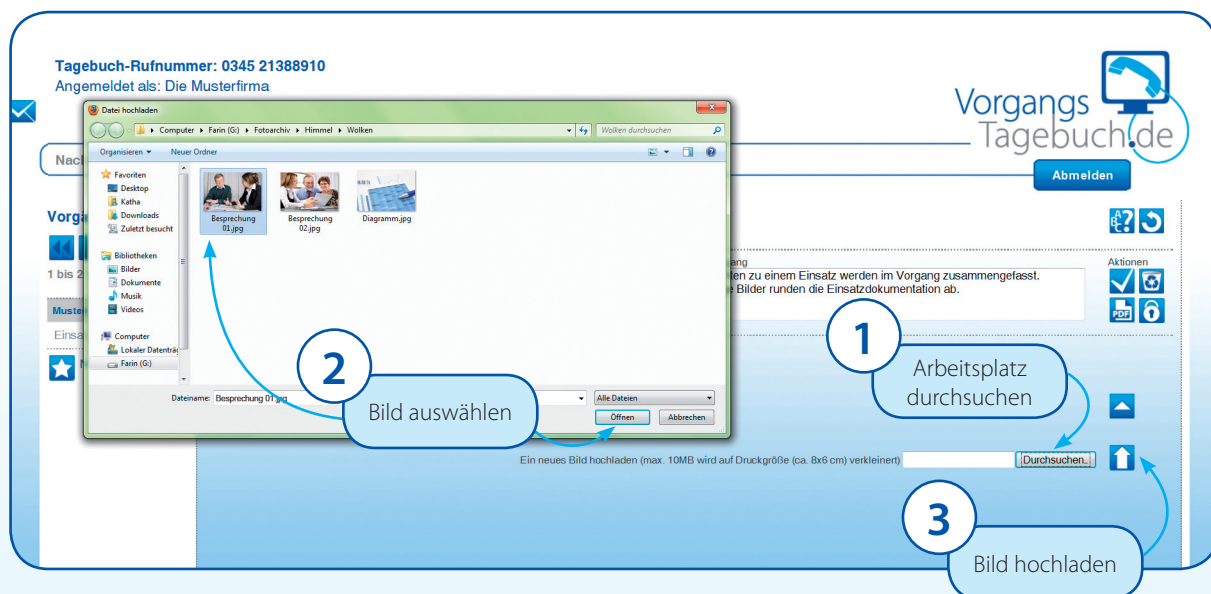 Tagebuch-Rufnummer: 0345 21388910
Angemeldet als: Die Musterfirma
Vorgangs
Tagebuch.de
Abmelden
Datei hochladen
Computer Farin (G:) Fotoarchiv Himmel Wolken
Wolken durchsuchen
Organisieren Neuer Ordner
Favoriten
Desktop
Katha
Downloads
Zuletzt besucht
Bibliotheken
Bilder
Dokumente
Musik
Videos
Computer
Lokaler Datenträg
Farin (G:)
Besprechung
01.jpg
Besprechung
02.jpg
Diagramm.jpg
Dateiname: Besprechung 01.jpg
Alle Dateien
Öffnen Abbrechen
1 bis 2
Aktionen
zu einem Einsatz werden im Vorgang zusammengefasst.
Bilder runden die Einsatzdokumentation ab.
PDF
1
Arbeitsplatz
durchsuchen
2
Bild auswählen
Ein neues Bild hochladen (max. 10MB wird auf Druckgröße (ca. 8x6 cm) verkleinert)
Durchsuchen..
3
Bild hochladen